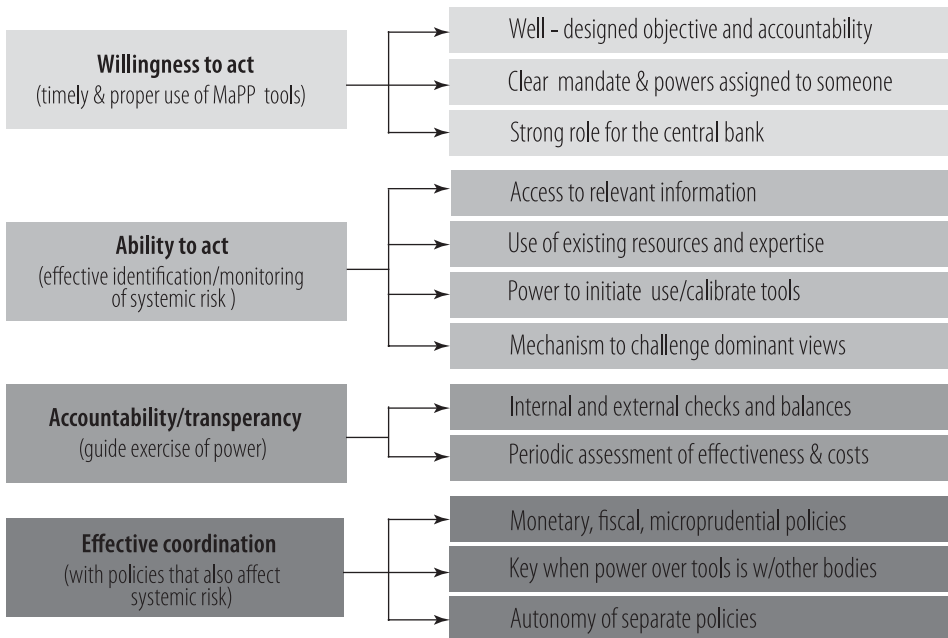 Willingness to act
(timely & proper use of MaPP tools)
Well - designed objective and accountability
Clear mandate & powers assigned to someone
Strong role for the central bank
Ability to act
(effective identification/monitoring
of systemic risk )
Access to relevant information
Use of existing resources and expertise
Power to initiate use/calibrate tools
Mechanism to challenge dominant views
Accountability/transperancy
(guide exercise of power)
Internal and external checks and balances
Periodic assessment of effectiveness & costs
Effective coordination
(with policies that also affect
systemic risk)
Monetary, fiscal, microprudential policies
Key when power over tools is w/other bodies
Autonomy of separate policies